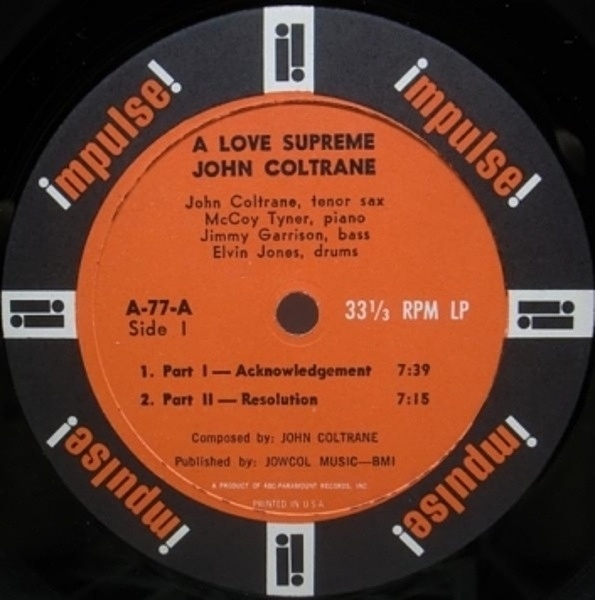 impulse!
impulse!
A LOVE SUPREME
JOHN COLTRANE
John Coltrane, tenor sax
McCoy Tyner, piano
Jimmy Garrison, bass
Elvin Jones, drums
A-77-A
Side 1
33 1/3 RPM LP
1. Part I — Acknowledgement 7:39
2. Part II — Resolution 7:15
Composed by: JOHN COLTRANE
Published by: JOWCOL MUSIC—BMI
A PRODUCT OF ABC-PARAMOUNT RECORDS, INC.
PRINTED IN U.S.A.
impulse!
impulse!